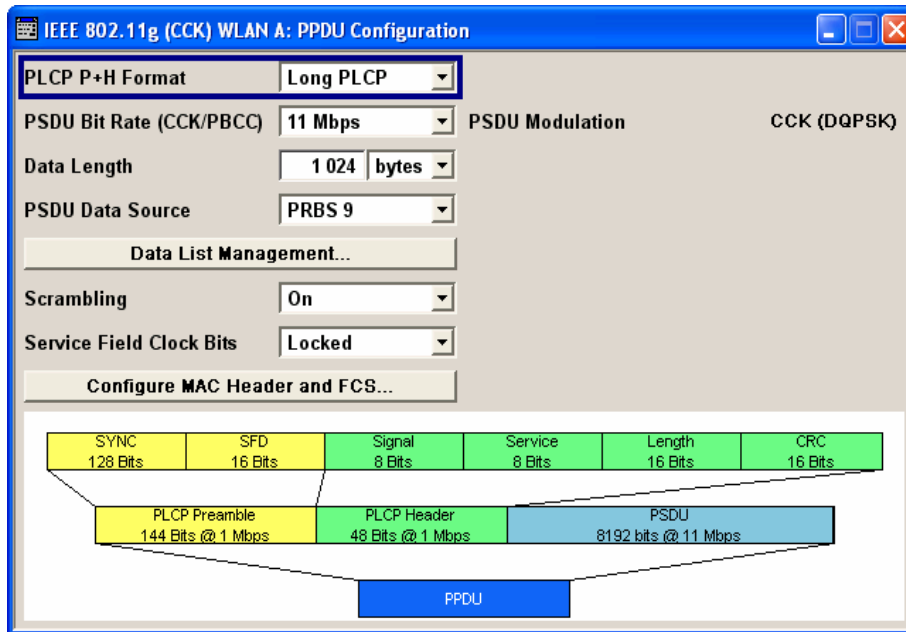 IEEE 802.11g (CCK) WLAN A: PPDU Configuration
PLCP P+H Format Long PLCP
PSDU Bit Rate (CCK/PBCC) 11 Mbps PSDU Modulation CCK (DQPSK)
Data Length 1 024 bytes
PSDU Data Source PRBS 9
Data List Management...
Scrambling On
Service Field Clock Bits Locked
Configure MAC Header and FCS...
SYNC SFD Signal Service Length CRC
128 Bits 16 Bits 8 Bits 8 Bits 16 Bits 16 Bits
PLCP Preamble PLCP Header PSDU
144 Bits @ 1 Mbps 48 Bits @ 1 Mbps 8192 bits @ 11 Mbps
PPDU